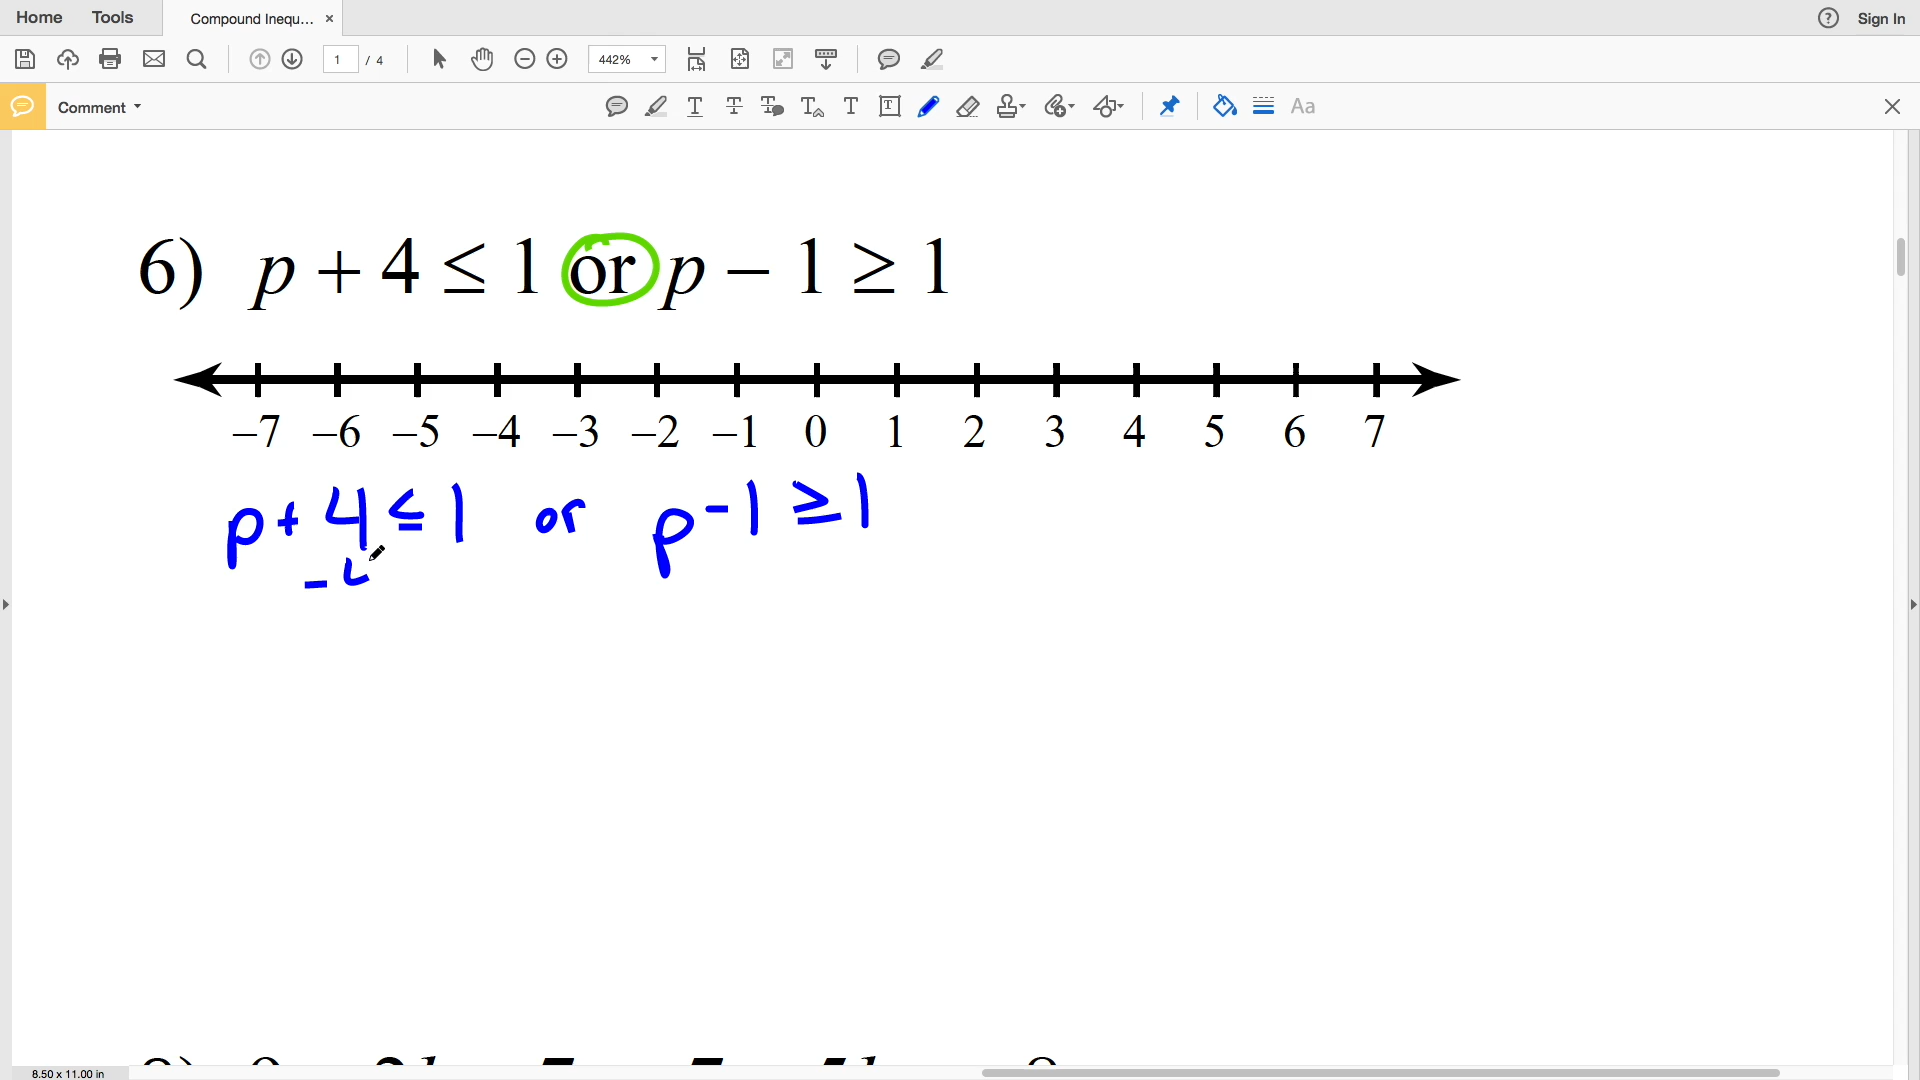 Home Tools Compound Inequ... × ? Sign In
1 / 4 442%
Comment Aa
6) p + 4 ≤ 1 or p − 1 ≥ 1
−7 −6 −5 −4 −3 −2 −1 0 1 2 3 4 5 6 7
p + 4 ≤ 1 or p - 1 ≥ 1
8.50 x 11.00 in